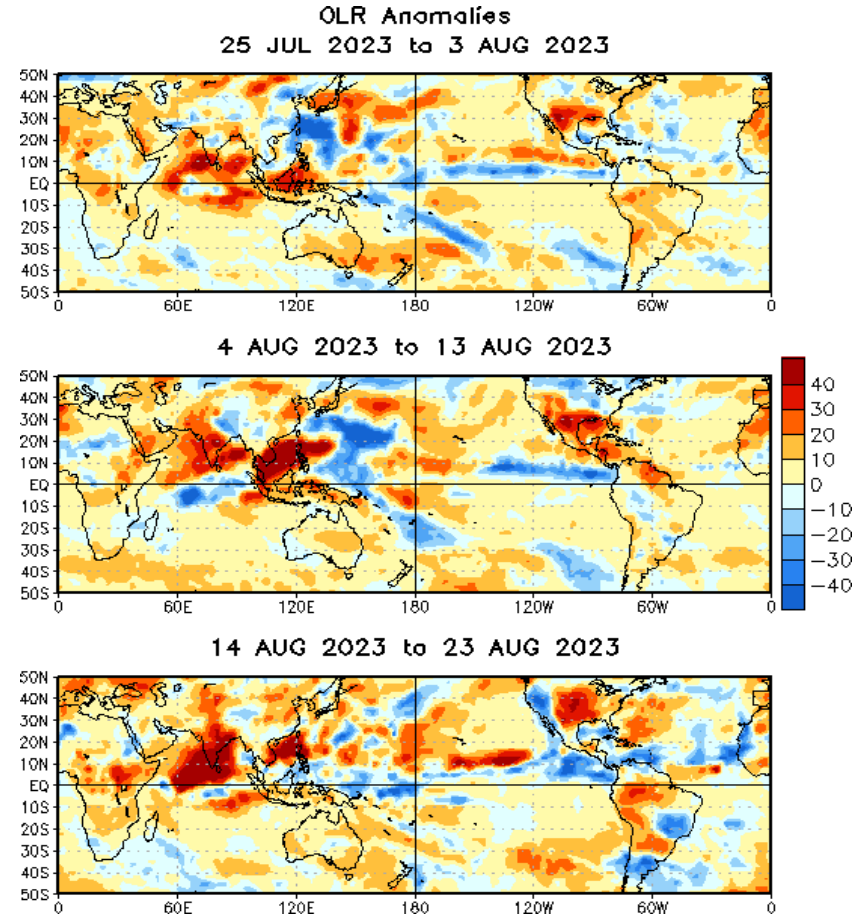 OLR Anomalies
25 JUL 2023 to 3 AUG 2023
50N
40N
30N
20N
10N
EQ
10S
20S
30S
40S
50S
0 60E 120E 180 120W 60W 0
4 AUG 2023 to 13 AUG 2023
50N
40N
30N
20N
10N
EQ
10S
20S
30S
40S
50S
0 60E 120E 180 120W 60W 0
40
30
20
10
0
−10
−20
−30
−40
14 AUG 2023 to 23 AUG 2023
50N
40N
30N
20N
10N
EQ
10S
20S
30S
40S
50S
0 60E 120E 180 120W 60W 0